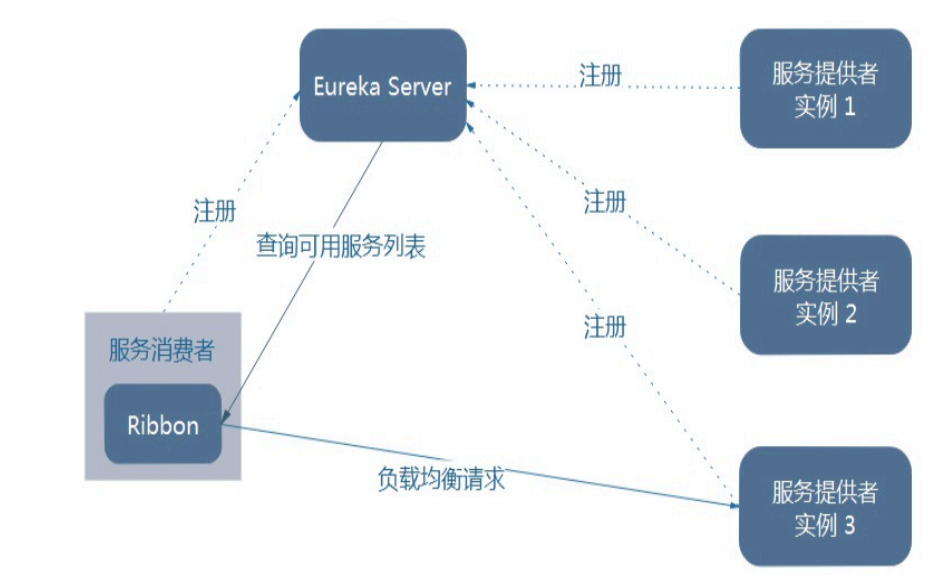 Eureka Server
注册
服务提供者
实例 1
注册
注册
查询可用服务列表
服务提供者
实例 2
注册
服务消费者
Ribbon
负载均衡请求
服务提供者
实例 3